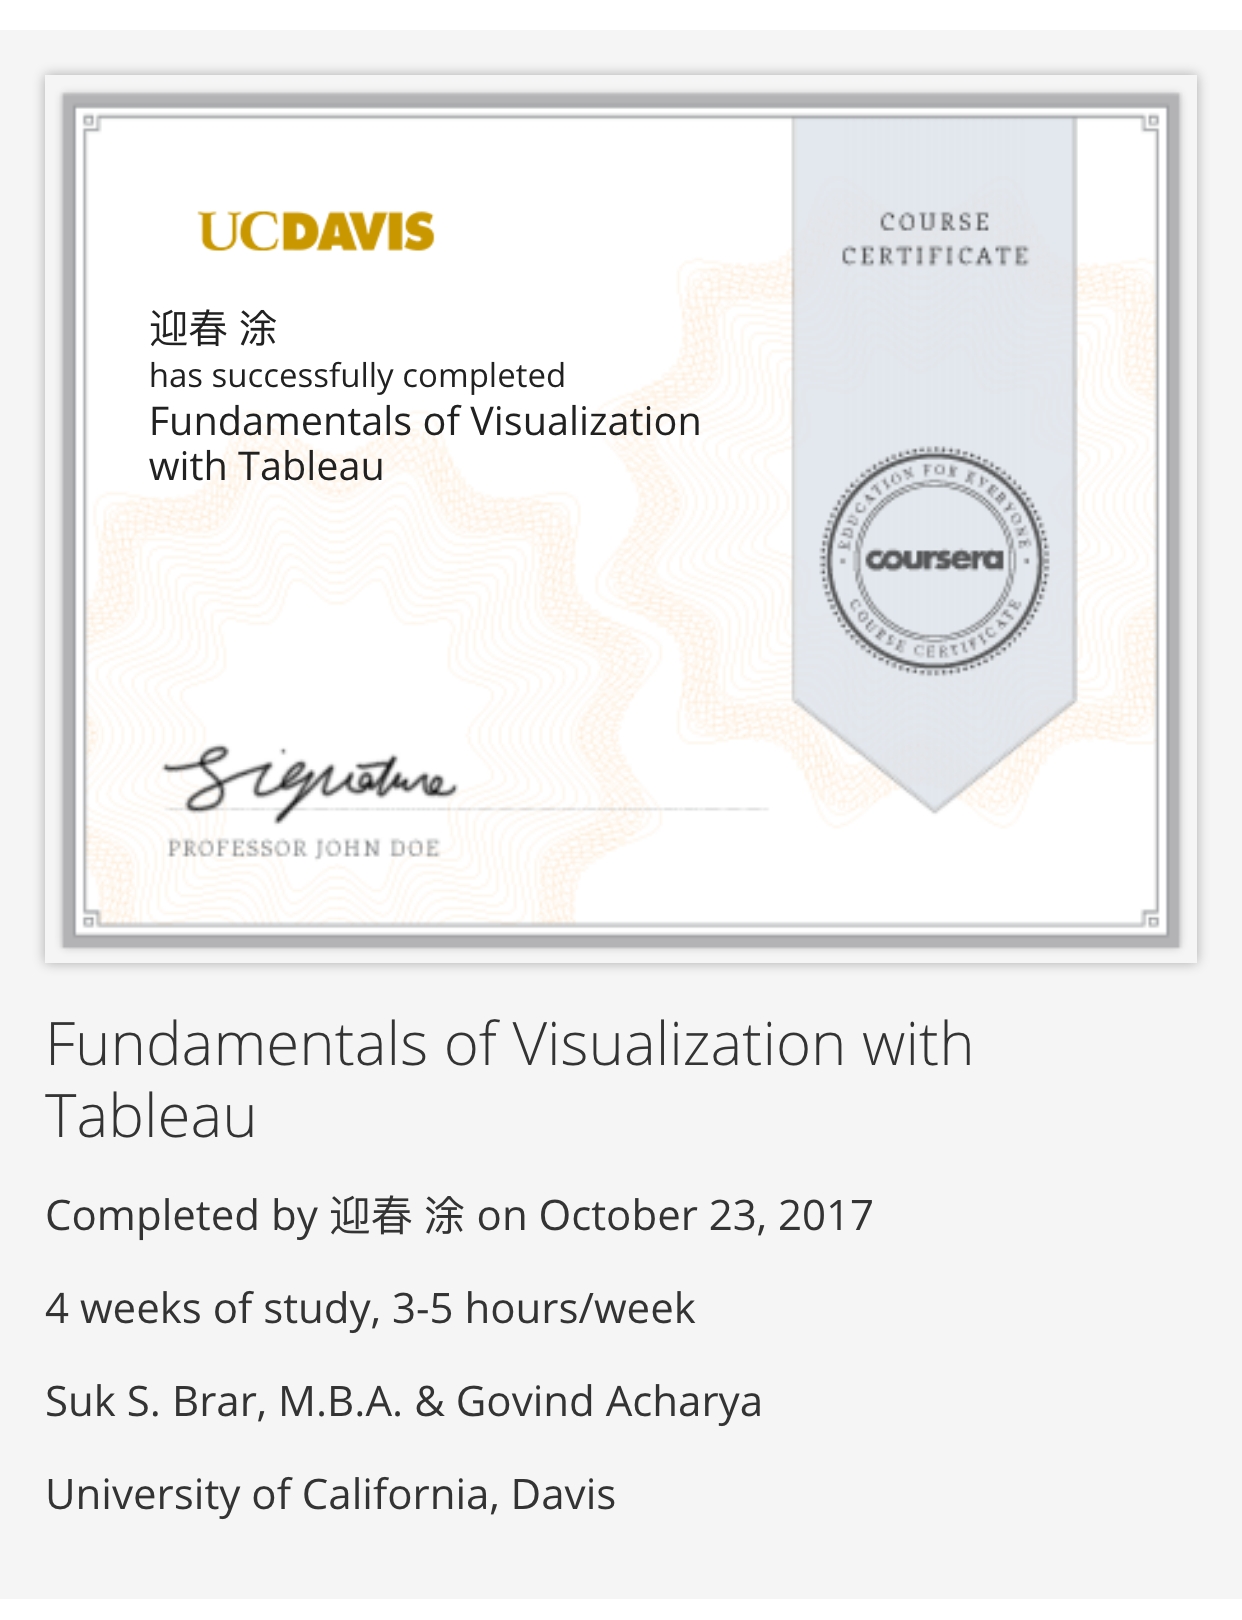 UCDAVIS
COURSE
CERTIFICATE
迎春 涂
has successfully completed
Fundamentals of Visualization
with Tableau
EDUCATION FOR EVERYONE
coursera
COURSE CERTIFICATE
Signature
PROFESSOR JOHN DOE
Fundamentals of Visualization with
Tableau
Completed by 迎春 涂 on October 23, 2017
4 weeks of study, 3-5 hours/week
Suk S. Brar, M.B.A. & Govind Acharya
University of California, Davis